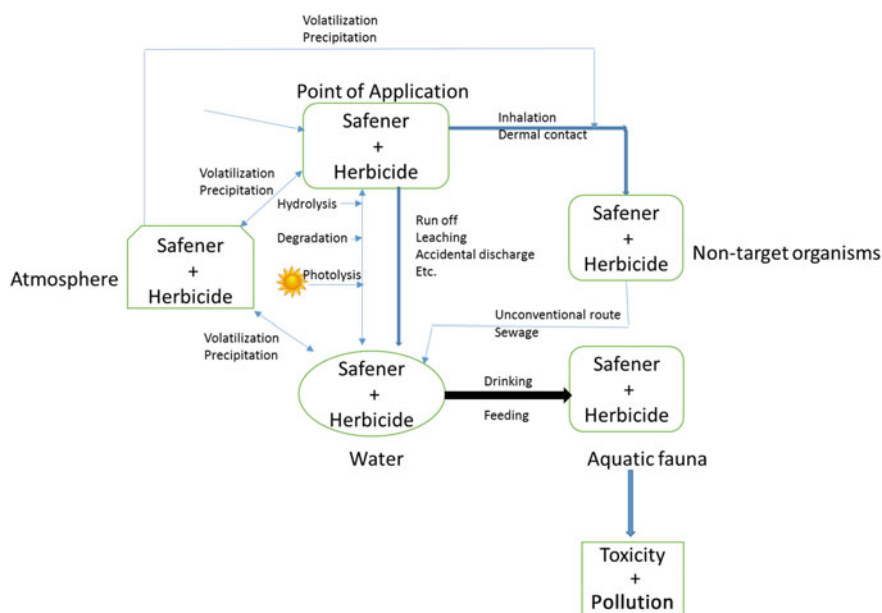 Volatilization
Precipitation
Point of Application
Safener
+
Herbicide
Inhalation
Dermal contact
Volatilization
Precipitation
Hydrolysis
Degradation
Photolysis
Run off
Leaching
Accidental discharge
Etc.
Safener
+
Herbicide
Non-target organisms
Atmosphere
Safener
+
Herbicide
Unconventional route
Sewage
Volatilization
Precipitation
Safener
+
Herbicide
Water
Drinking
Feeding
Safener
+
Herbicide
Aquatic fauna
Toxicity
+
Pollution